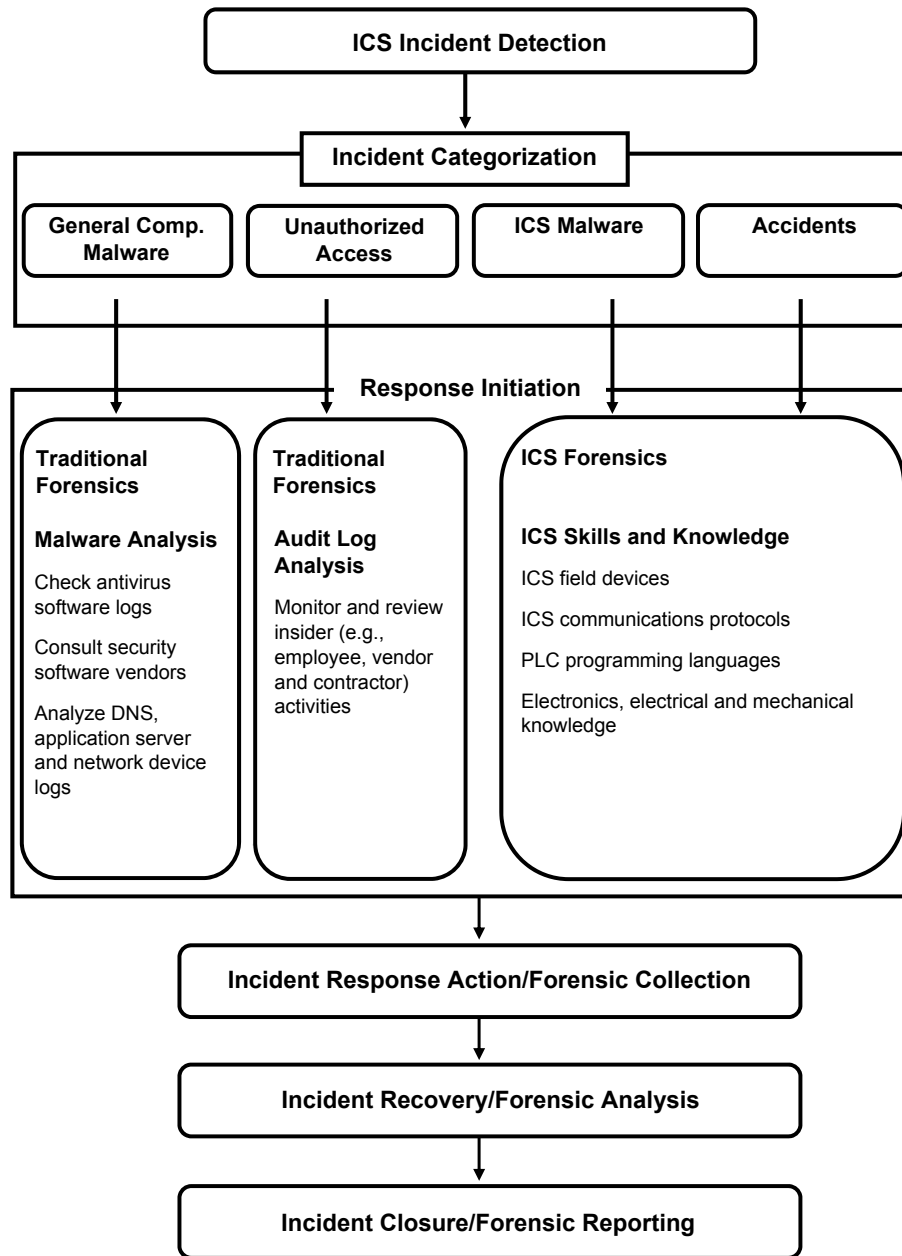 ICS Incident Detection
Incident Categorization
General Comp.
Malware
Unauthorized
Access
ICS Malware
Accidents
Response Initiation
Traditional
Forensics
Malware Analysis
Check antivirus
software logs
Consult security
software vendors
Analyze DNS,
application server
and network device
logs
Traditional
Forensics
Audit Log
Analysis
Monitor and review
insider (e.g.,
employee, vendor
and contractor)
activities
ICS Forensics
ICS Skills and Knowledge
ICS field devices
ICS communications protocols
PLC programming languages
Electronics, electrical and mechanical
knowledge
Incident Response Action/Forensic Collection
Incident Recovery/Forensic Analysis
Incident Closure/Forensic Reporting